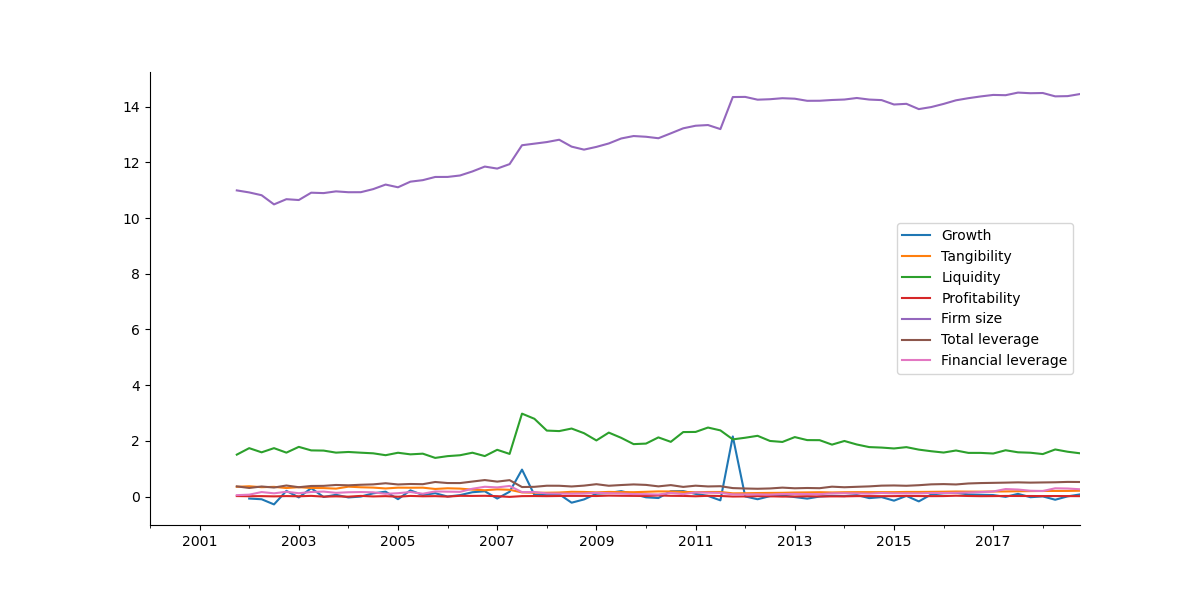 14
12
10
8
6
4
2
0
Growth
Tangibility
Liquidity
Profitability
Firm size
Total leverage
Financial leverage
2001 2003 2005 2007 2009 2011 2013 2015 2017